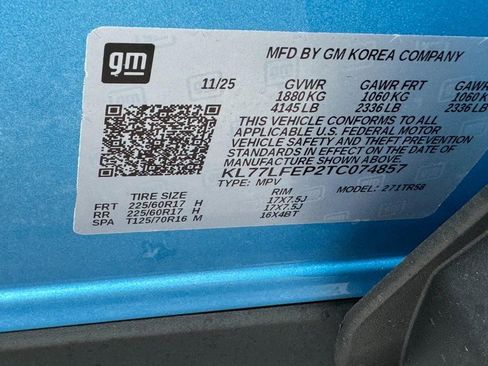 gm
MFD BY GM KOREA COMPANY
11/25 GVWR GAWR FRT GAWR
1880 KG 1060 KG 1060
4145 LB 2336 LB 2336 LB
THIS VEHICLE CONFORMS TO ALL
APPLICABLE U.S. FEDERAL MOTOR
VEHICLE SAFETY AND THEFT PREVENTION
STANDARDS IN EFFECT ON THE DATE OF
MANUFACTURE SHOWN ABOVE.
KL77LFEP2TC074857
TYPE: MPV MODEL: 271TR58
TIRE SIZE RIM
FRT 225/60R17 H 17X7.5J
RR 225/60R17 H 17X7.5J
SPA T125/70R16 M 16X4BT